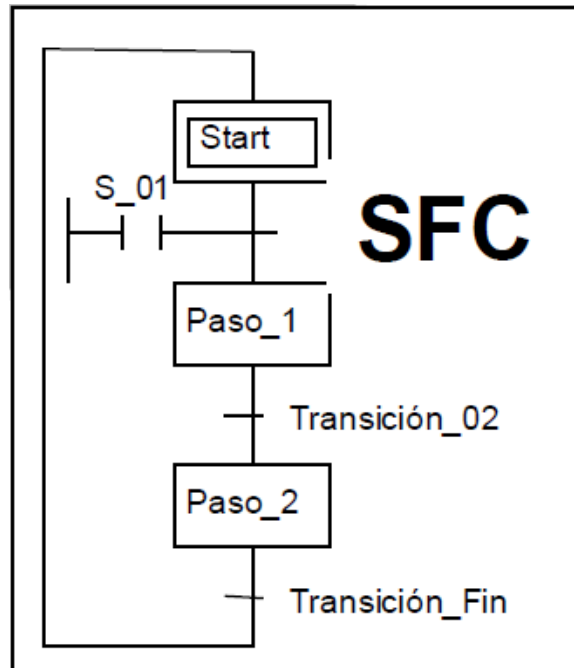 Start
S_01
SFC
Paso_1
Transición_02
Paso_2
Transición_Fin